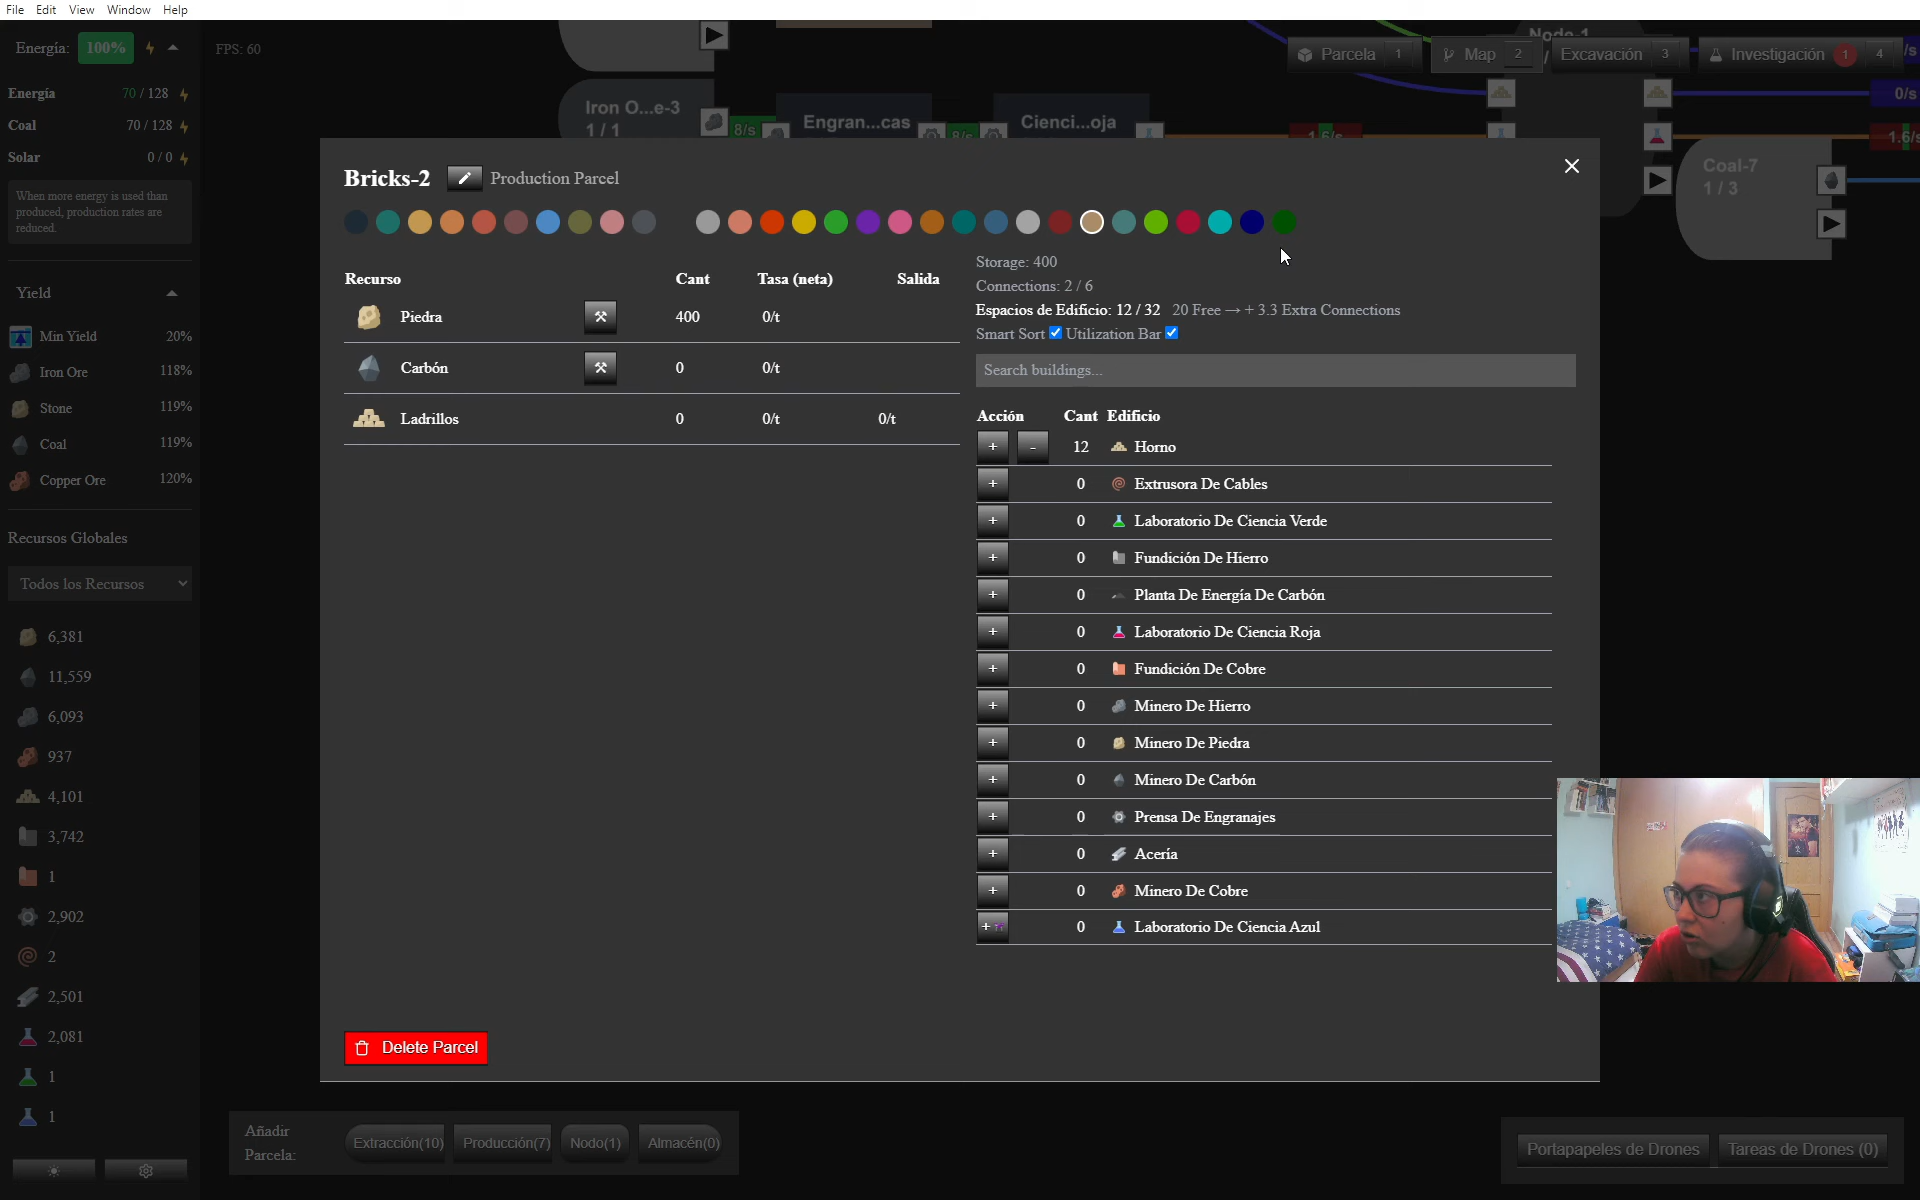 File Edit View Window Help
Energía: 100%
FPS: 60
Energía 70 / 128
Coal 70 / 128
Solar 0 / 0
When more energy is used than
produced, production rates are
reduced.
Yield
Min Yield 20%
Iron Ore 118%
Stone 119%
Coal 119%
Copper Ore 120%
Recursos Globales
Todos los Recursos
6,381
11,559
6,093
937
4,101
3,742
1
2,902
2
2,501
2,081
1
1
Node-1
Parcela 1
Map 2
Excavación 3
Investigación 1 4
/s
Iron O...e-3
1 / 1
8/s
Engran...cas
8/s
Cienci...oja
1.6/s
0/s
1.6/s
Coal-7
1 / 3
Bricks-2
Production Parcel
Recurso Cant Tasa (neta) Salida
Piedra 400 0/t
Carbón 0 0/t
Ladrillos 0 0/t 0/t
Delete Parcel
Storage: 400
Connections: 2 / 6
Espacios de Edificio: 12 / 32 20 Free → + 3.3 Extra Connections
Smart Sort Utilization Bar
Search buildings...
Acción Cant Edificio
+ - 12 Horno
+ 0 Extrusora De Cables
+ 0 Laboratorio De Ciencia Verde
+ 0 Fundición De Hierro
+ 0 Planta De Energía De Carbón
+ 0 Laboratorio De Ciencia Roja
+ 0 Fundición De Cobre
+ 0 Minero De Hierro
+ 0 Minero De Piedra
+ 0 Minero De Carbón
+ 0 Prensa De Engranajes
+ 0 Acería
+ 0 Minero De Cobre
+ 0 Laboratorio De Ciencia Azul
Añadir
Parcela:
Extracción(10) Producción(7) Nodo(1) Almacén(0)
Portapapeles de Drones Tareas de Drones (0)